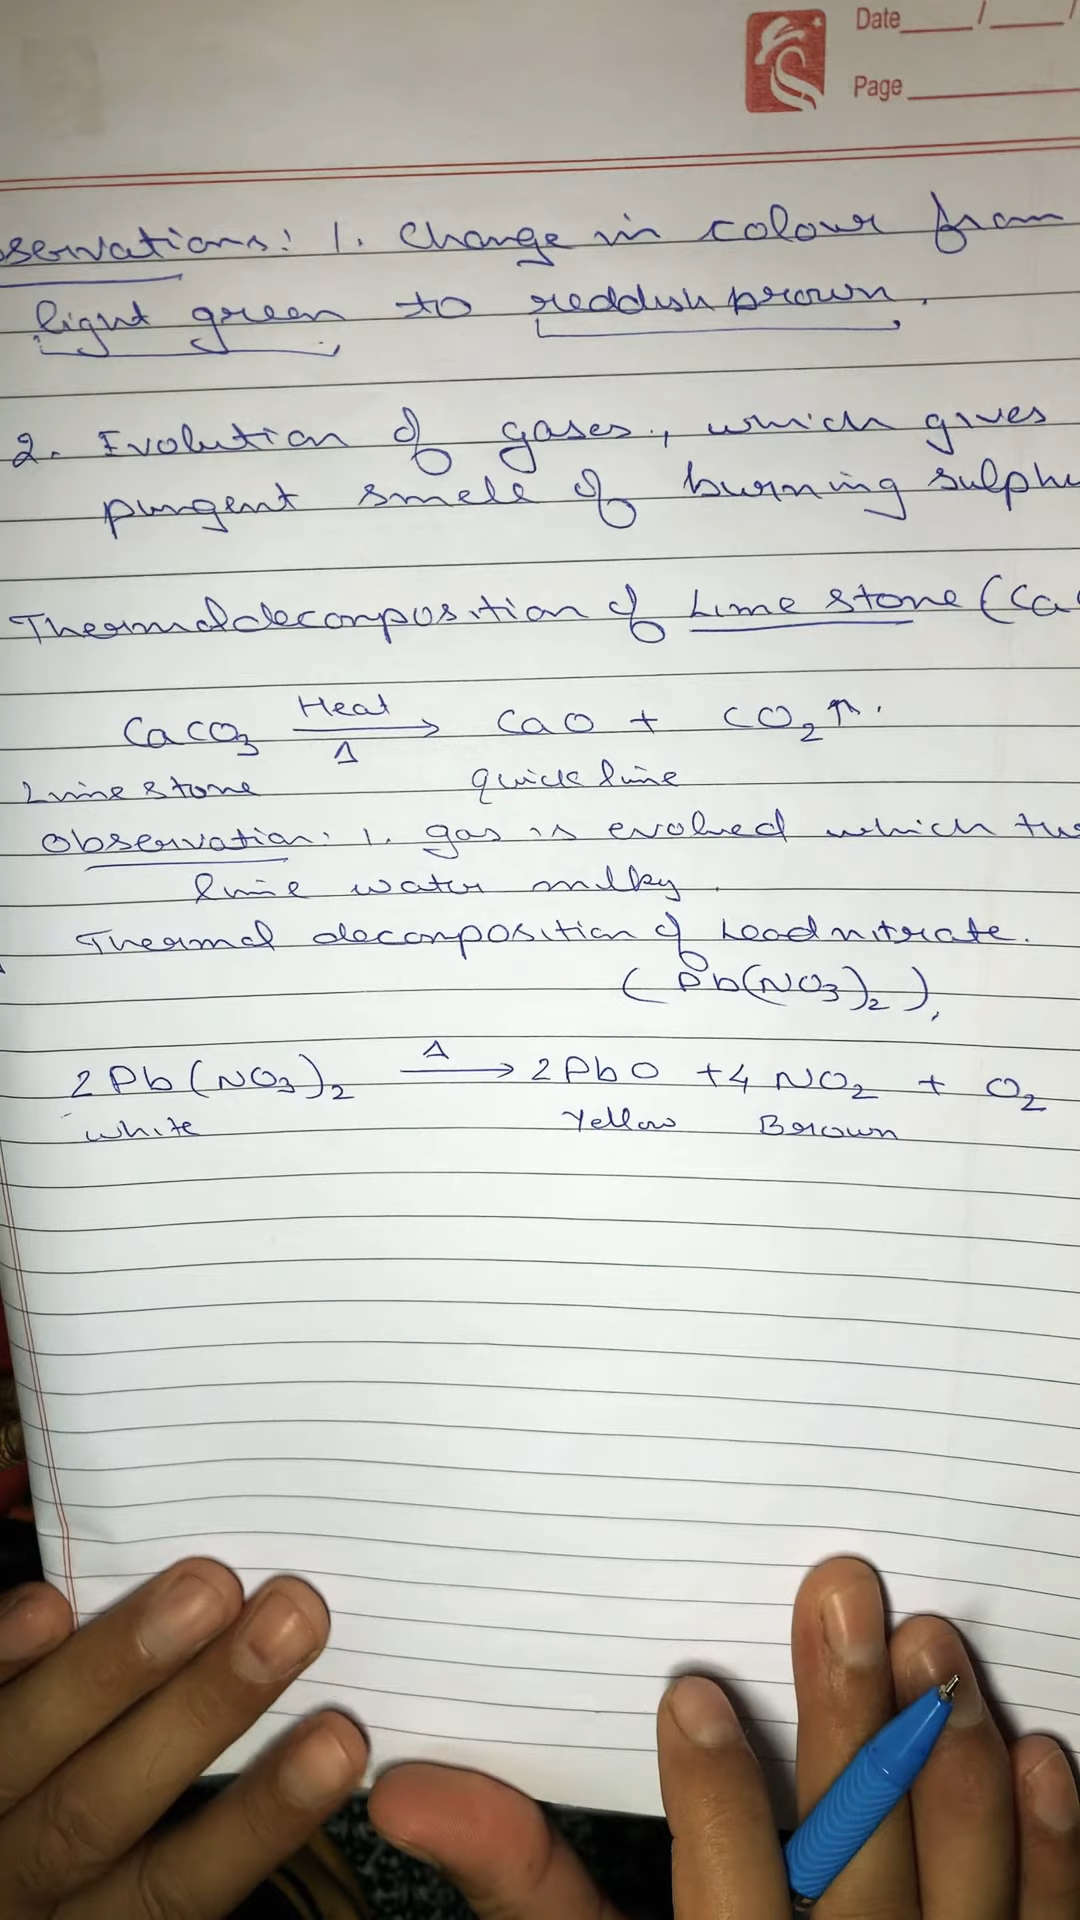 Date / /
Page
servations: 1. Change in colour from
light green to reddish brown.
2. Evolution of gases, which gives
pungent smell of burning sulphu
Thermal decomposition of Lime stone (Ca
CaCO3 Heat Δ → CaO + CO2 ↑.
Lime stone quick lime
Observation: 1. gas is evolved which tu
lime water milky.
Thermal decomposition of Lead nitrate.
(Pb(NO3)2),
2Pb(NO3)2 Δ → 2PbO + 4NO2 + O2
White Yellow Brown